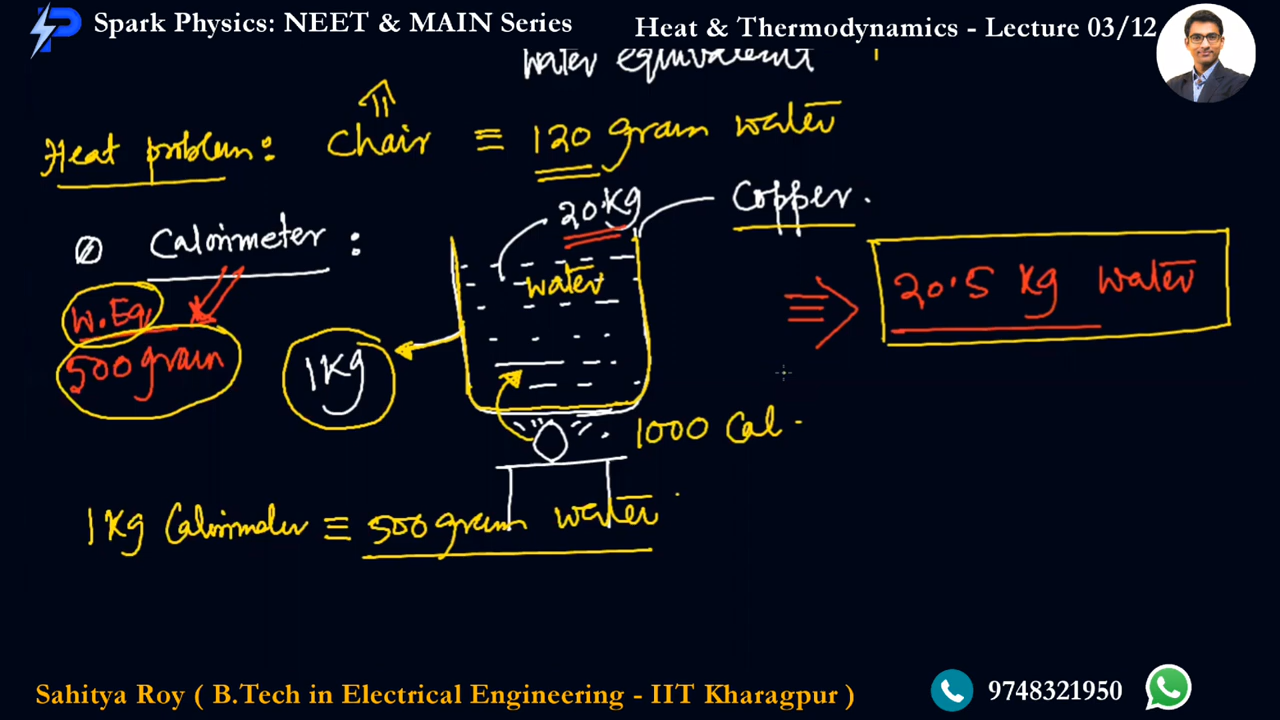 Spark Physics: NEET & MAIN Series
Heat & Thermodynamics - Lecture 03/12
water equivalent
Heat problem: Chair ≡ 120 gram water
20 Kg
Copper.
Calorimeter :
water
W. Eq.
500 gram
1 Kg
⇛ 20.5 Kg water
1000 Cal.
1 Kg Calorimeter ≡ 500 gram water
Sahitya Roy ( B.Tech in Electrical Engineering - IIT Kharagpur )
9748321950